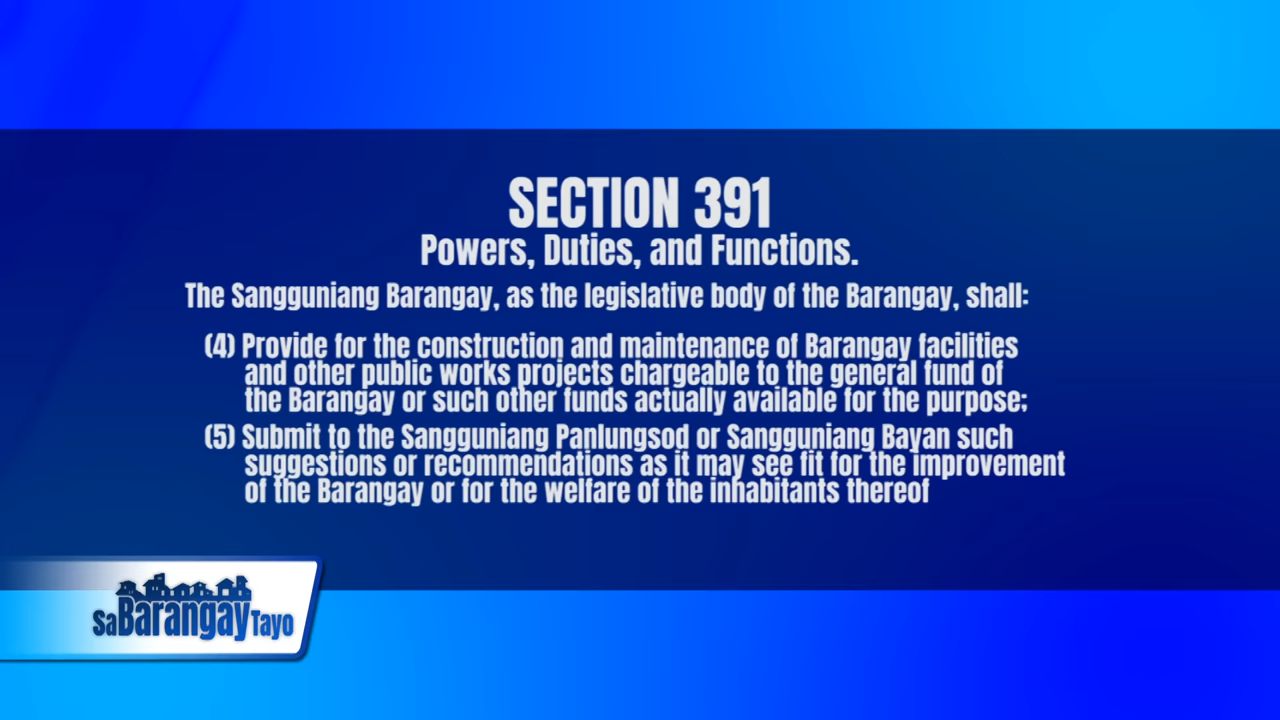 SECTION 391
Powers, Duties, and Functions.
The Sangguniang Barangay, as the legislative body of the Barangay, shall:
(4) Provide for the construction and maintenance of Barangay facilities
and other public works projects chargeable to the general fund of
the Barangay or such other funds actually available for the purpose;
(5) Submit to the Sangguniang Panlungsod or Sangguniang Bayan such
suggestions or recommendations as it may see fit for the improvement
of the Barangay or for the welfare of the inhabitants thereof
Sa Barangay Tayo